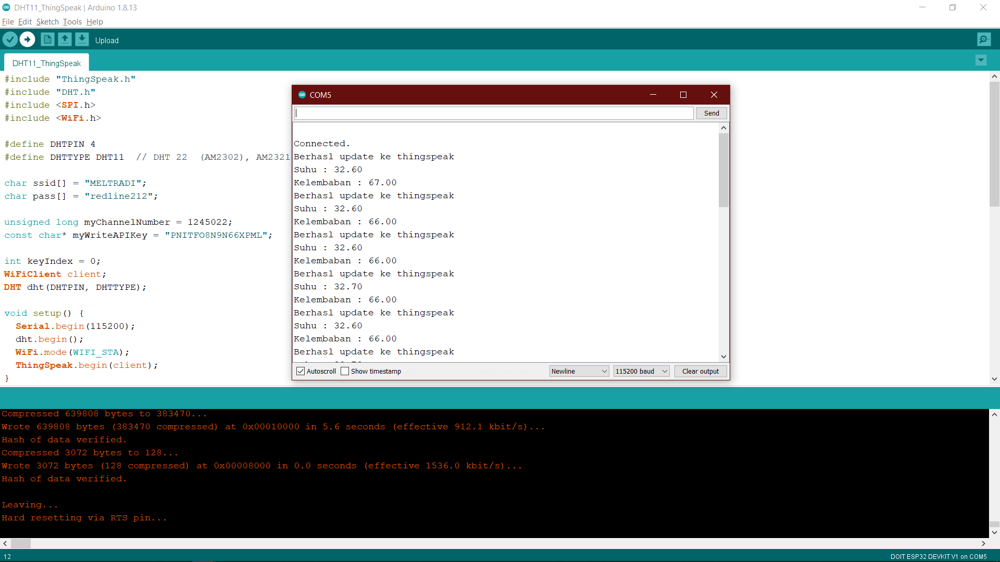 DHT11_ThingSpeak | Arduino 1.8.13
File Edit Sketch Tools Help
Upload
DHT11_ThingSpeak
#include "ThingSpeak.h"
#include "DHT.h"
#include <SPI.h>
#include <WiFi.h>
#define DHTPIN 4
#define DHTTYPE DHT11 // DHT 22 (AM2302), AM2321
char ssid[] = "MELTRADI";
char pass[] = "redline212";
unsigned long myChannelNumber = 1245022;
const char* myWriteAPIKey = "PNITFO8N9N66XPML";
int keyIndex = 0;
WiFiClient client;
DHT dht(DHTPIN, DHTTYPE);
void setup() {
Serial.begin(115200);
dht.begin();
WiFi.mode(WIFI_STA);
ThingSpeak.begin(client);
}
COM5
Send
Connected.
Berhasl update ke thingspeak
Suhu : 32.60
Kelembaban : 67.00
Berhasl update ke thingspeak
Suhu : 32.60
Kelembaban : 66.00
Berhasl update ke thingspeak
Suhu : 32.60
Kelembaban : 66.00
Berhasl update ke thingspeak
Suhu : 32.70
Kelembaban : 66.00
Berhasl update ke thingspeak
Suhu : 32.60
Kelembaban : 66.00
Berhasl update ke thingspeak
Autoscroll Show timestamp Newline 115200 baud Clear output
Compressed 639808 bytes to 383470...
Wrote 639808 bytes (383470 compressed) at 0x00010000 in 5.6 seconds (effective 912.1 kbit/s)...
Hash of data verified.
Compressed 3072 bytes to 128...
Wrote 3072 bytes (128 compressed) at 0x00008000 in 0.0 seconds (effective 1536.0 kbit/s)...
Hash of data verified.
Leaving...
Hard resetting via RTS pin...
12 DOIT ESP32 DEVKIT V1 on COM5